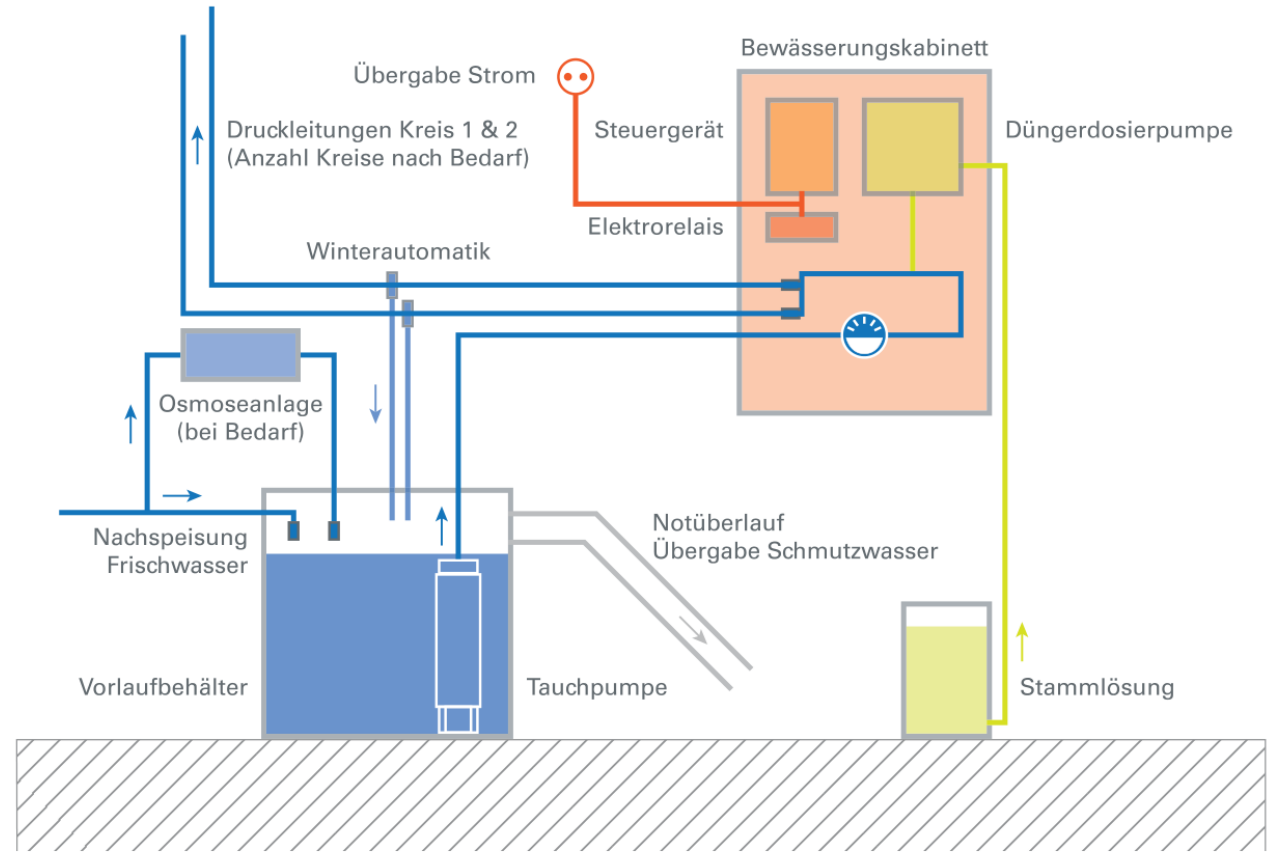 Bewässerungskabinett
Übergabe Strom
Druckleitungen Kreis 1 & 2
(Anzahl Kreise nach Bedarf)
Steuergerät
Düngerdosierpumpe
Elektrorelais
Winterautomatik
Osmoseanlage
(bei Bedarf)
Nachspeisung
Frischwasser
Notüberlauf
Übergabe Schmutzwasser
Vorlaufbehälter
Tauchpumpe
Stammlösung